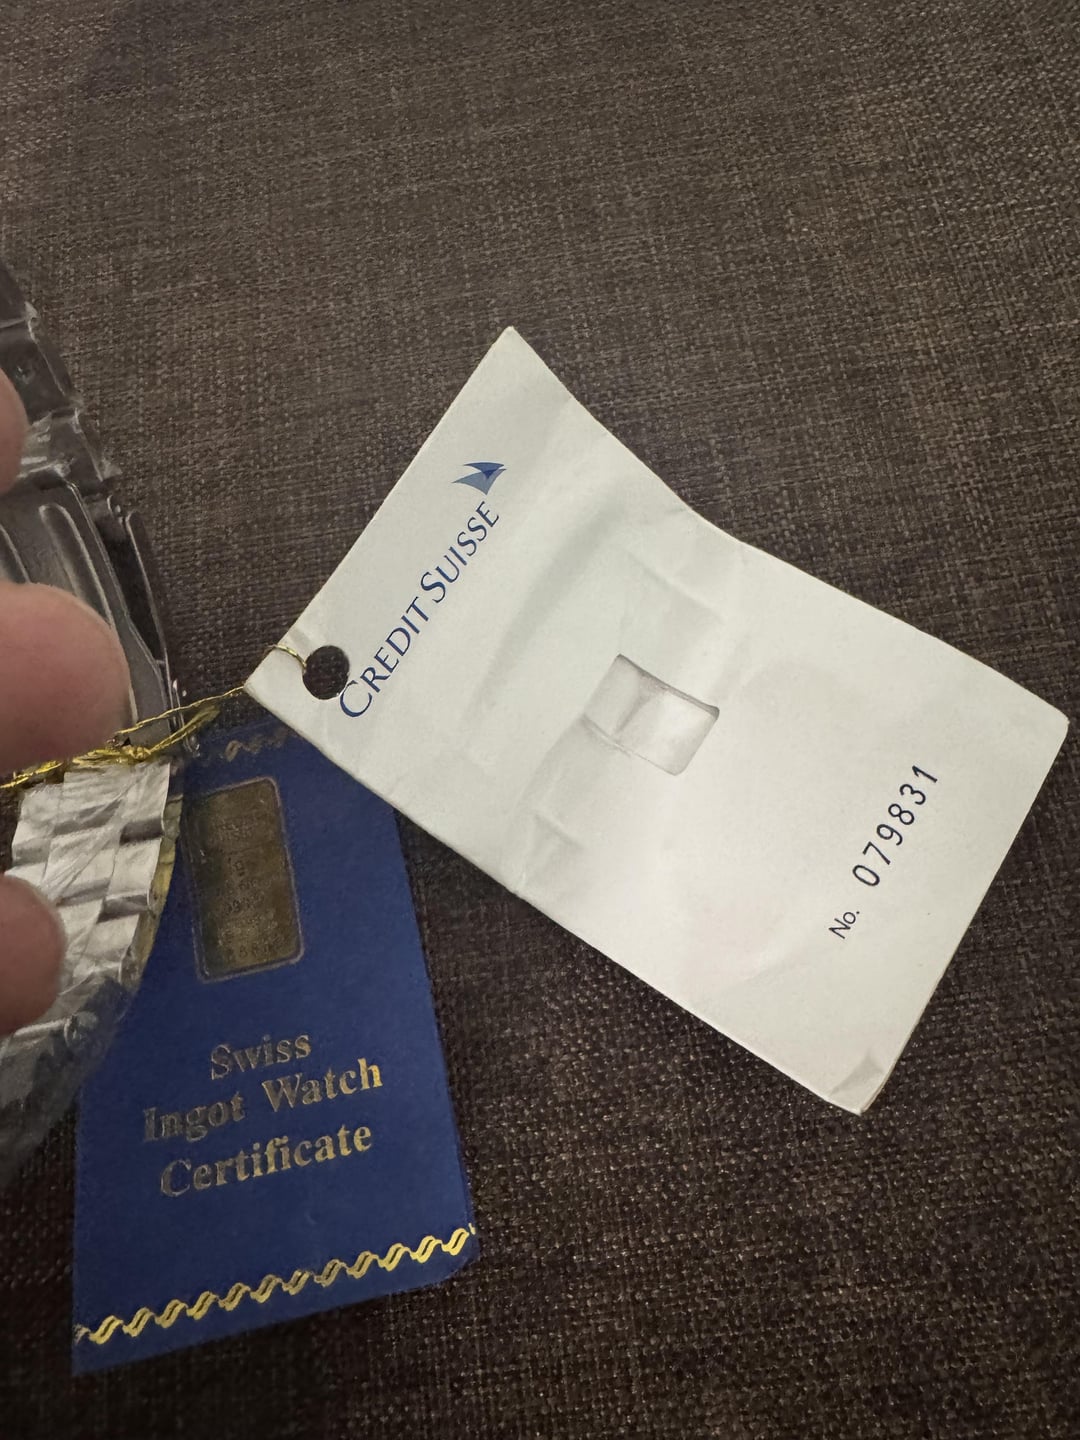 CREDIT SUISSE
No. 079831
Swiss
Ingot Watch
Certificate